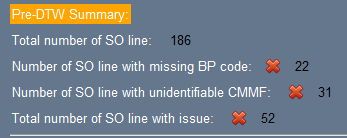 Pre-DTW Summary:
Total number of SO line: 186
Number of SO line with missing BP code: 22
Number of SO line with unidentifiable CMMF: 31
Total number of SO line with issue: 52